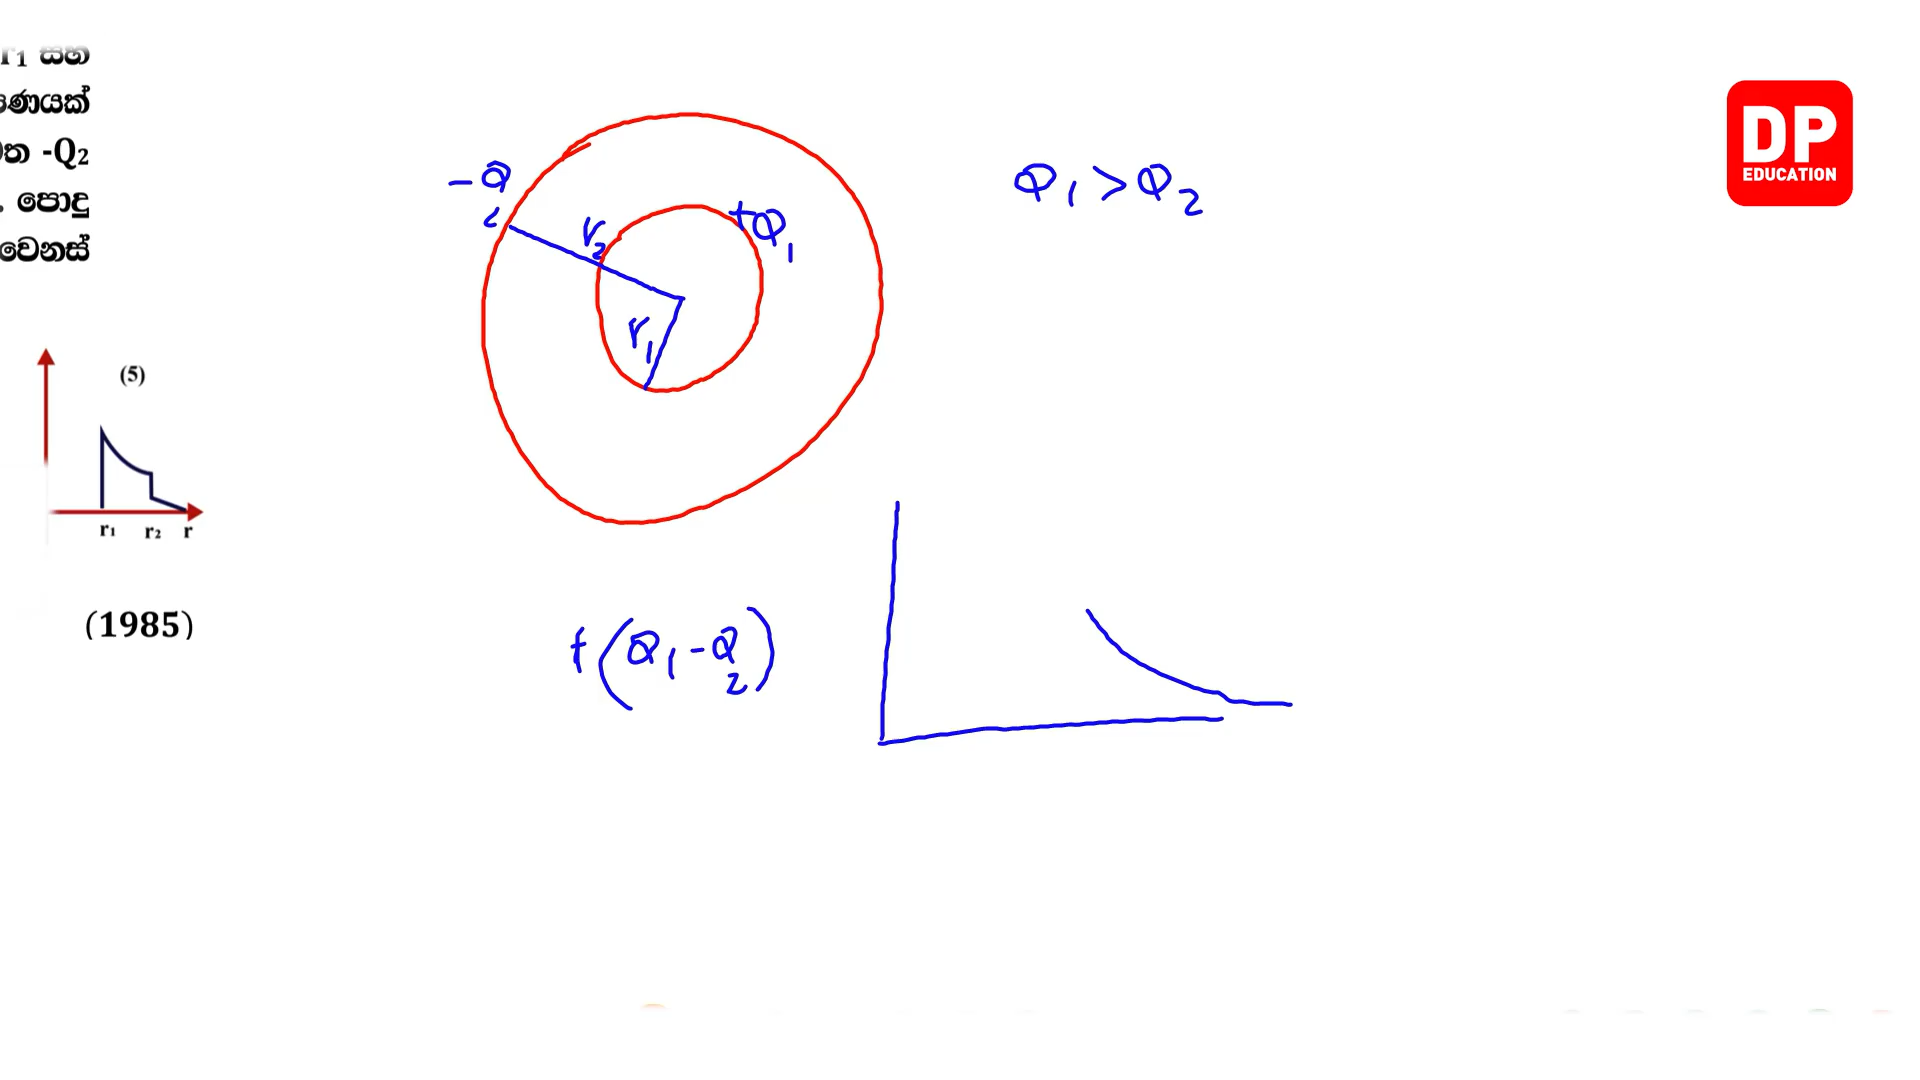 r₁ සහ
ණයක්
ත -Q₂
. පොදු
වෙනස්
(5)
r₁ r₂ r
(1985)
-Q₂
r₂
+Q₁
r₁
Q₁ > Q₂
+(Q₁ - Q₂)
DP
EDUCATION